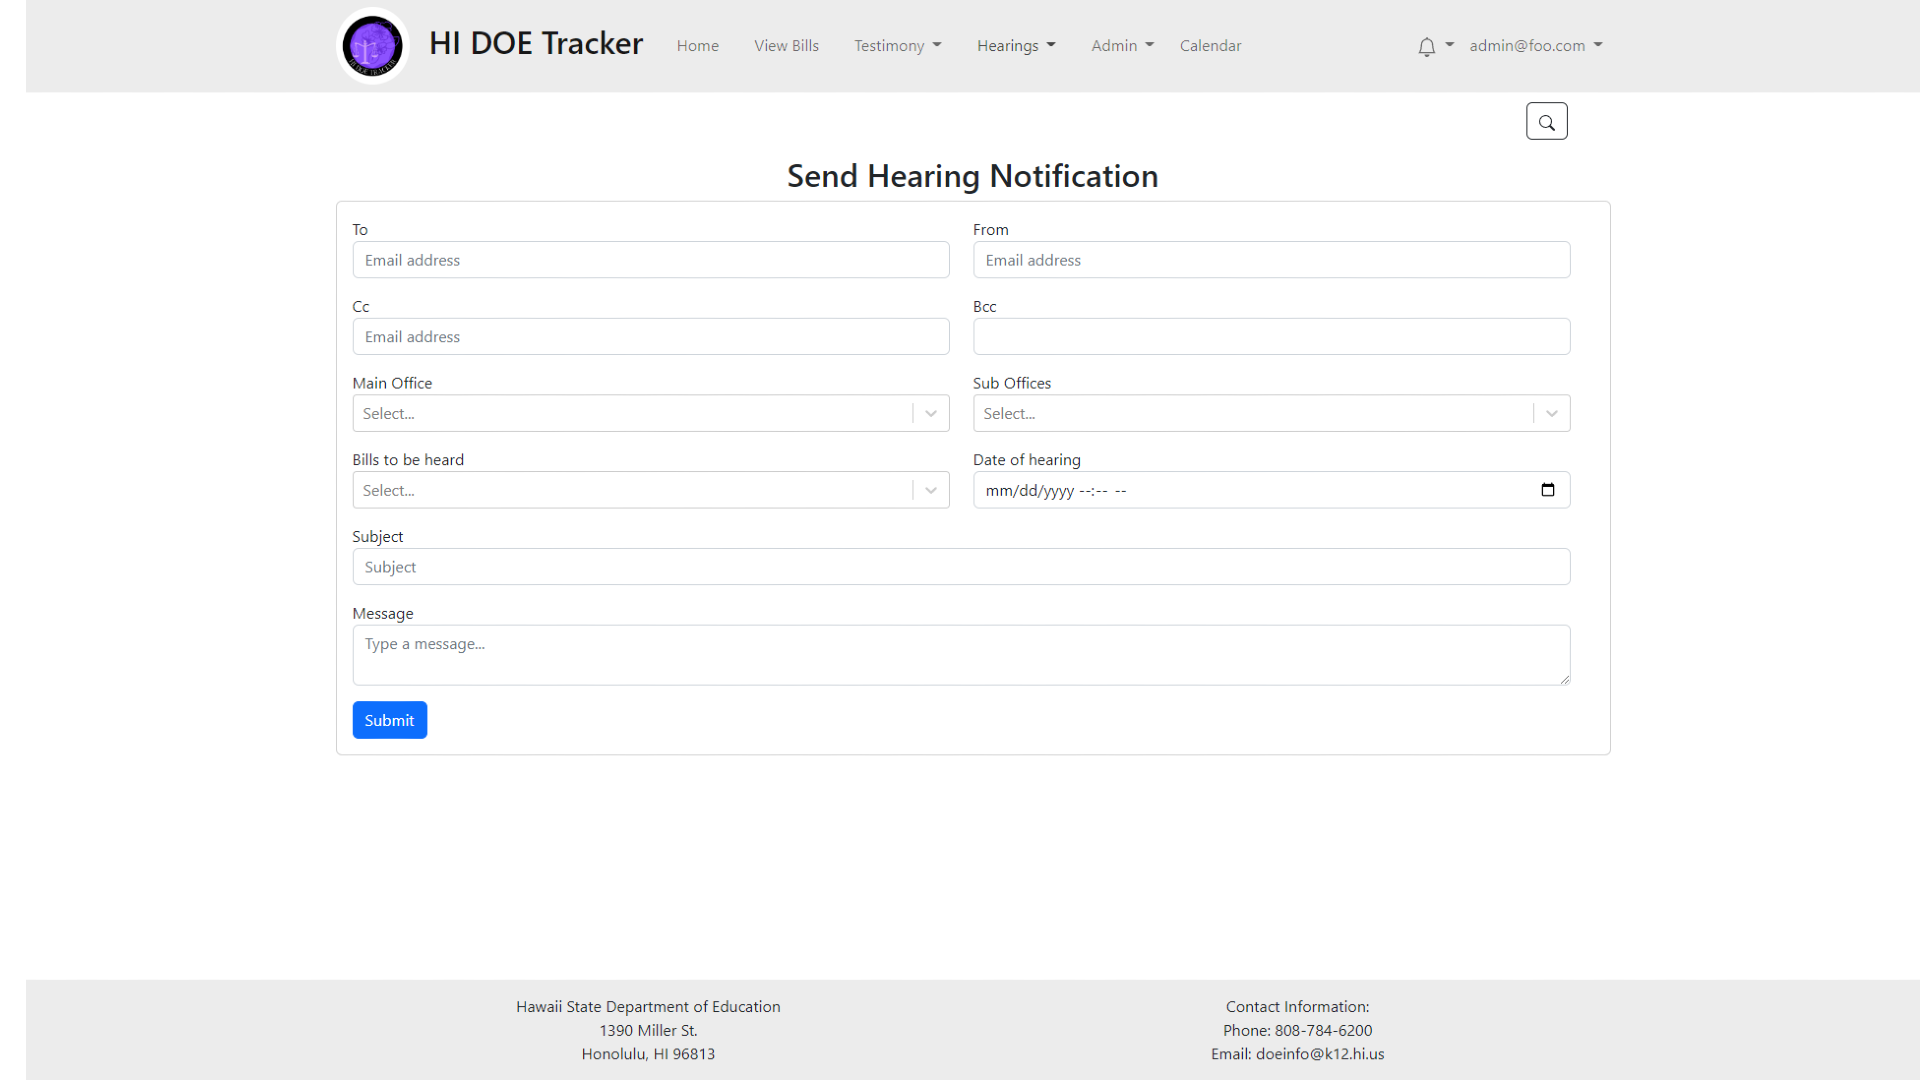 HI DOE Tracker Home View Bills Testimony Hearings Admin Calendar admin@foo.com
Send Hearing Notification
To From
Email address Email address
Cc Bcc
Email address
Main Office Sub Offices
Select... Select...
Bills to be heard Date of hearing
Select... mm/dd/yyyy --:-- --
Subject
Subject
Message
Type a message...
Submit
Hawaii State Department of Education
1390 Miller St.
Honolulu, HI 96813
Contact Information:
Phone: 808-784-6200
Email: doeinfo@k12.hi.us